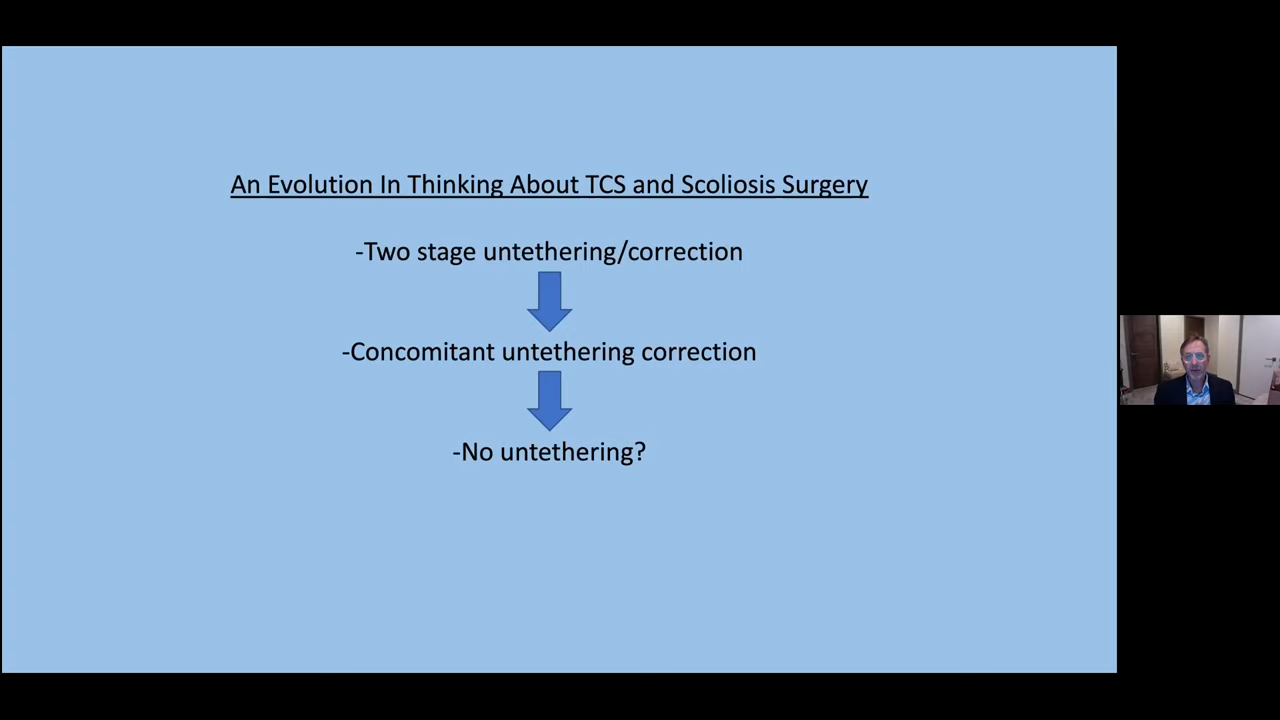 An Evolution In Thinking About TCS and Scoliosis Surgery
-Two stage untethering/correction
-Concomitant untethering correction
-No untethering?